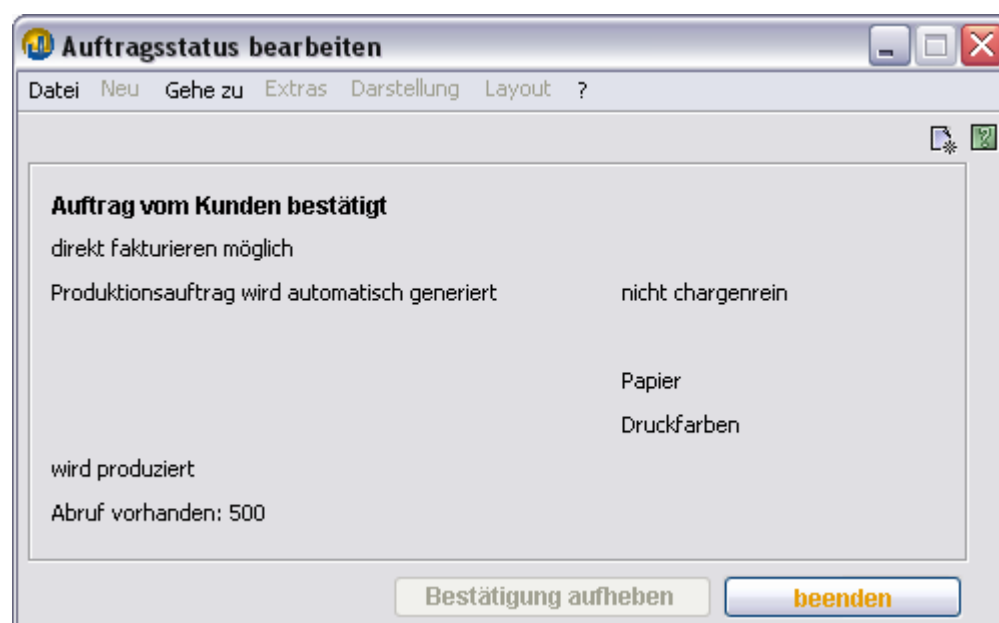 Auftragsstatus bearbeiten
Datei Neu Gehe zu Extras Darstellung Layout ?
Auftrag vom Kunden bestätigt
direkt fakturieren möglich
Produktionsauftrag wird automatisch generiert nicht chargenrein
Papier
Druckfarben
wird produziert
Abruf vorhanden: 500
Bestätigung aufheben beenden